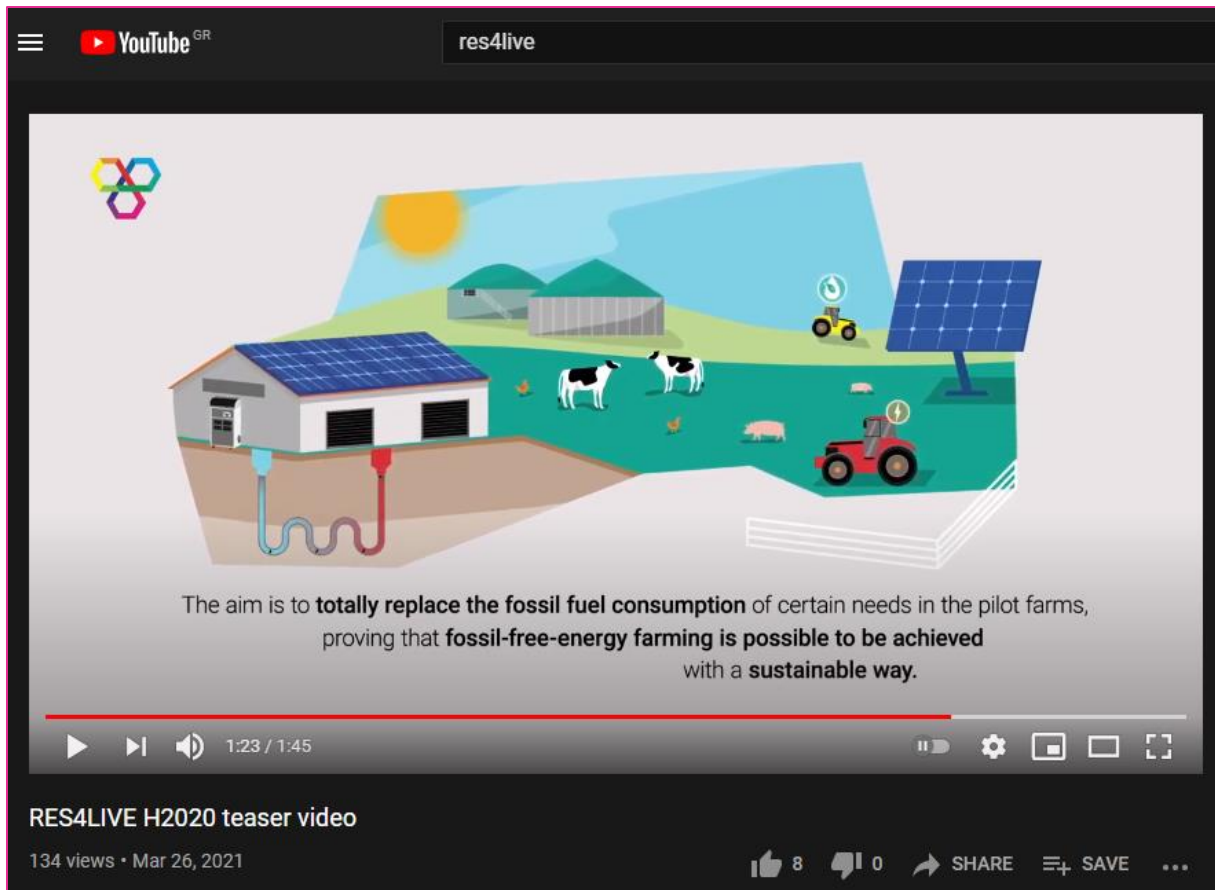 YouTube GR
res4live
The aim is to totally replace the fossil fuel consumption of certain needs in the pilot farms,
proving that fossil-free-energy farming is possible to be achieved
with a sustainable way.
1:23 / 1:45
RES4LIVE H2020 teaser video
134 views • Mar 26, 2021
8 0 SHARE SAVE